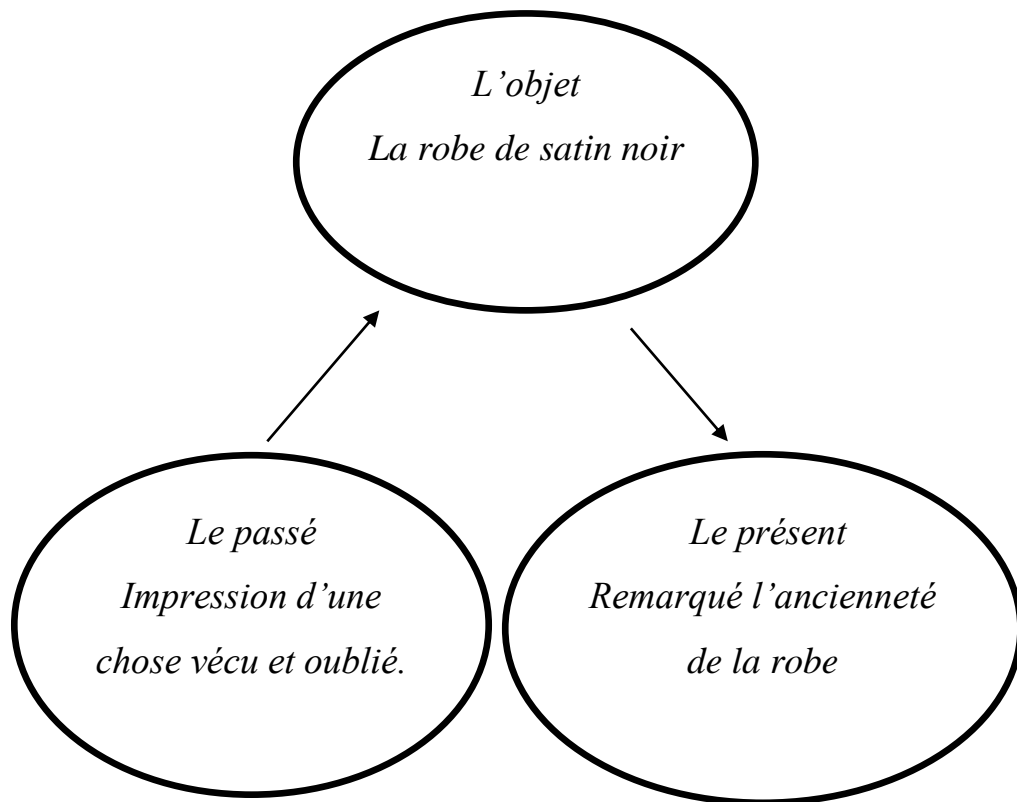 L’objet
La robe de satin noir
Le passé
Impression d’une
chose vécu et oublié.
Le présent
Remarqué l’ancienneté
de la robe